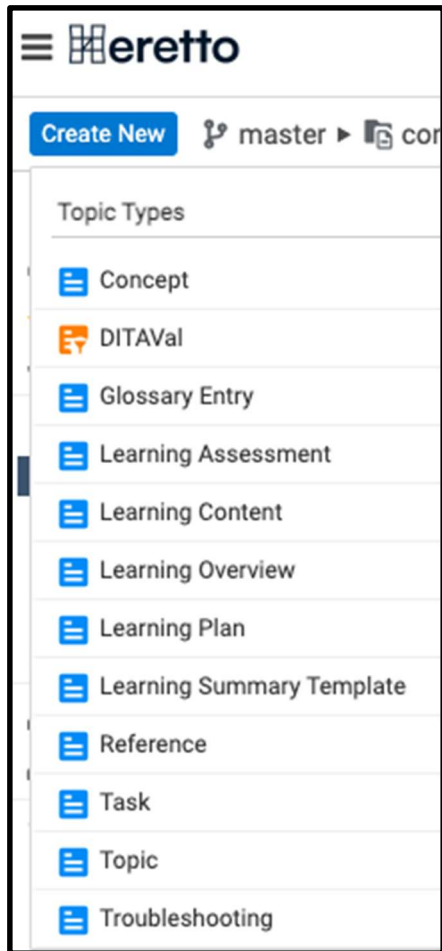 Heretto
Create New master ▸ cor
Topic Types
Concept
DITAVal
Glossary Entry
Learning Assessment
Learning Content
Learning Overview
Learning Plan
Learning Summary Template
Reference
Task
Topic
Troubleshooting